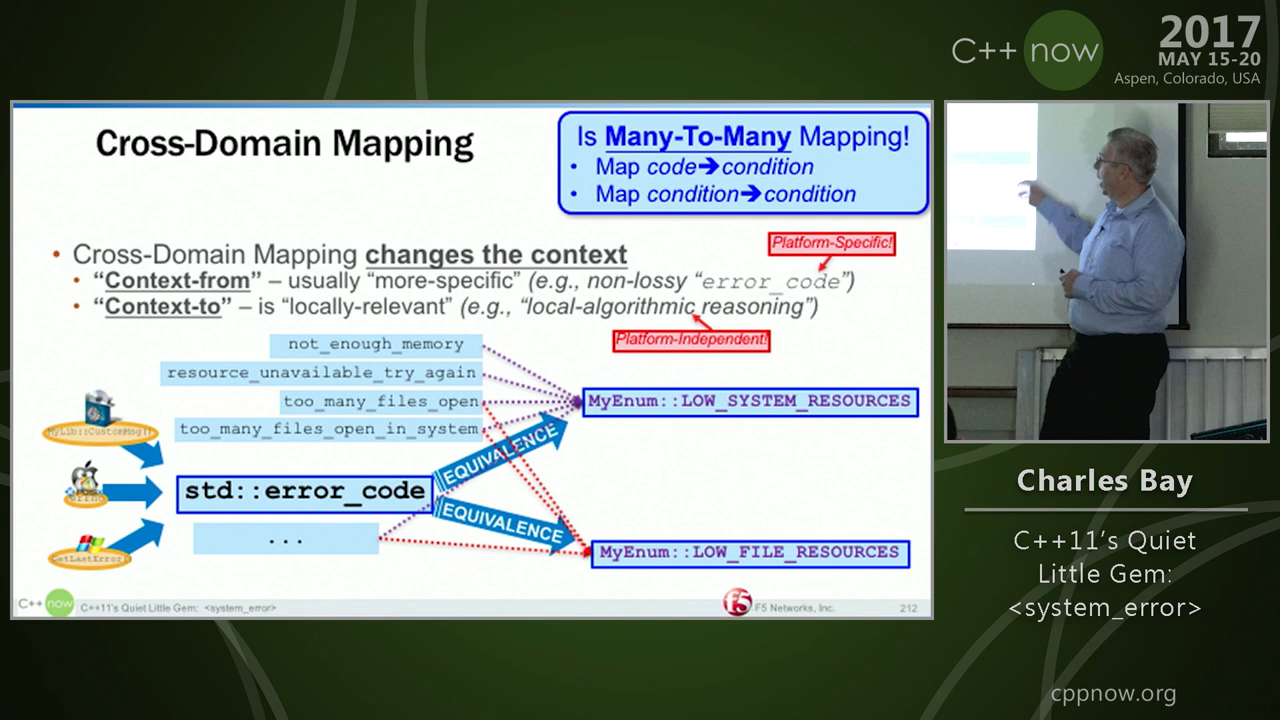 C++ now
2017
MAY 15-20
Aspen, Colorado, USA
Cross-Domain Mapping
Is Many-To-Many Mapping!
• Map code➔condition
• Map condition➔condition
• Cross-Domain Mapping changes the context
Platform-Specific!
• “Context-from” – usually “more-specific” (e.g., non-lossy “error_code”)
• “Context-to” – is “locally-relevant” (e.g., “local-algorithmic reasoning”)
Platform-Independent!
not_enough_memory
resource_unavailable_try_again
too_many_files_open
too_many_files_open_in_system
MyEnum::LOW_SYSTEM_RESOURCES
MyLib::CustomMsg()
EQUIVALENCE
std::error_code
EQUIVALENCE
...
GetLastError()
MyEnum::LOW_FILE_RESOURCES
C++ now
C++11’s Quiet Little Gem: <system_error>
F5 Networks, Inc.
212
Charles Bay
C++11’s Quiet
Little Gem:
<system_error>
cppnow.org